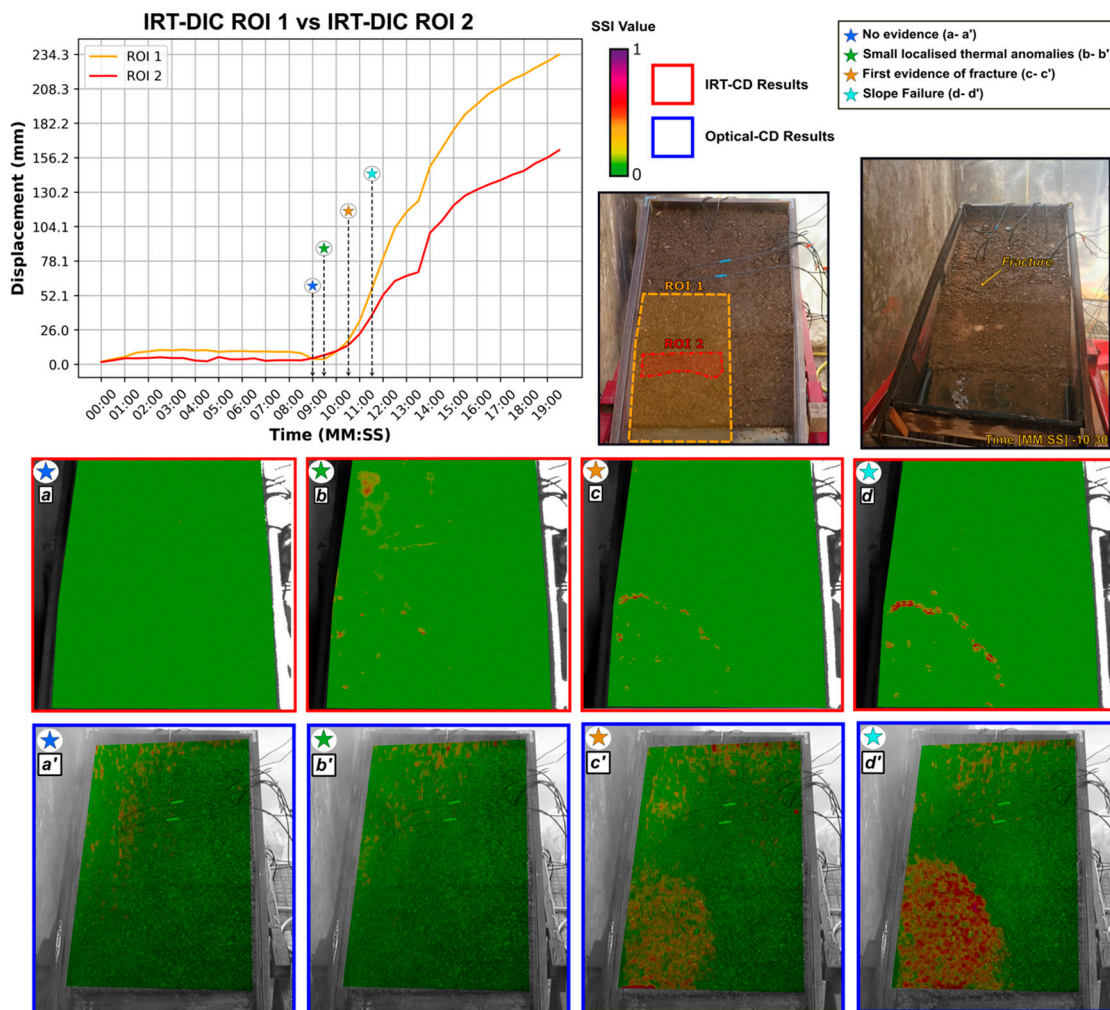 IRT-DIC ROI 1 vs IRT-DIC ROI 2
ROI 1
ROI 2
Displacement (mm)
234.3
208.3
182.2
156.2
130.2
104.1
78.1
52.1
26.0
0.0
00:00
01:00
02:00
03:00
04:00
05:00
06:00
07:00
08:00
09:00
10:00
11:00
12:00
13:00
14:00
15:00
16:00
17:00
18:00
19:00
Time (MM:SS)
SSI Value
1
0
IRT-CD Results
Optical-CD Results
No evidence (a- a')
Small localised thermal anomalies (b- b')
First evidence of fracture (c- c')
Slope Failure (d- d')
ROI 1
ROI 2
Fracture
Time [MM:SS] -10:30
a
b
c
d
a'
b'
c'
d'